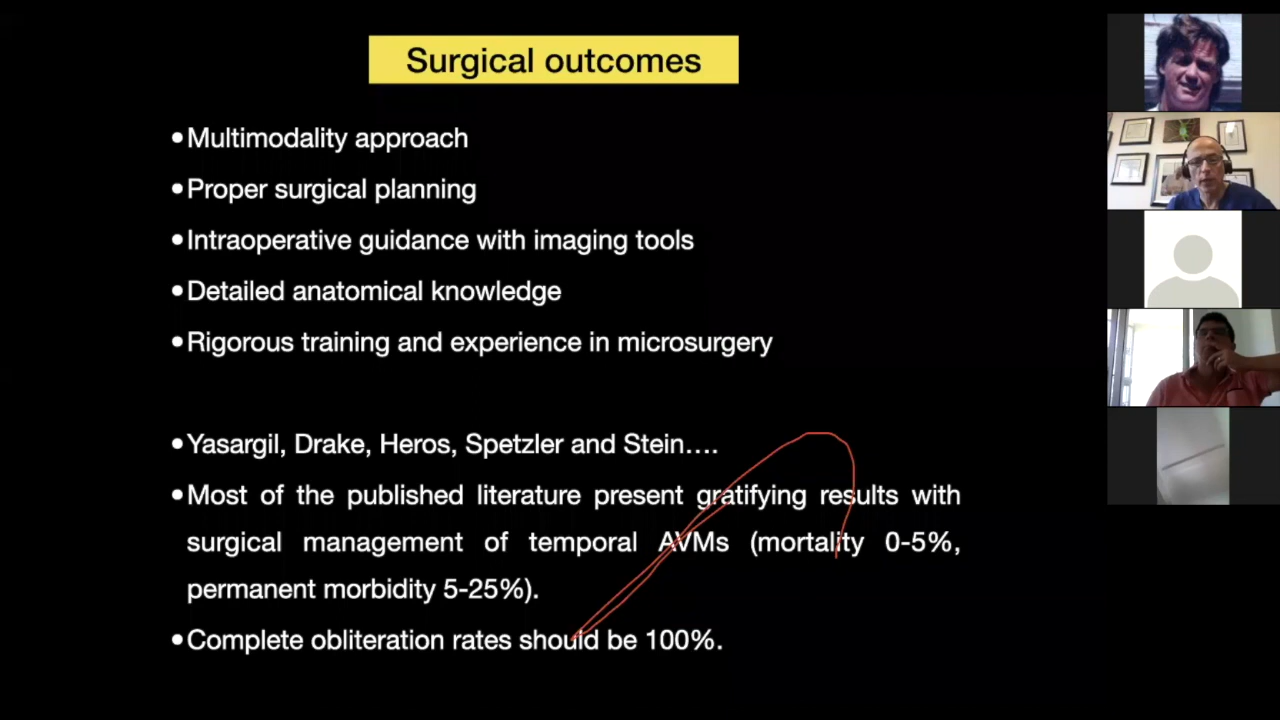 Surgical outcomes
•Multimodality approach
•Proper surgical planning
•Intraoperative guidance with imaging tools
•Detailed anatomical knowledge
•Rigorous training and experience in microsurgery
•Yasargil, Drake, Heros, Spetzler and Stein….
•Most of the published literature present gratifying results with
surgical management of temporal AVMs (mortality 0-5%,
permanent morbidity 5-25%).
•Complete obliteration rates should be 100%.